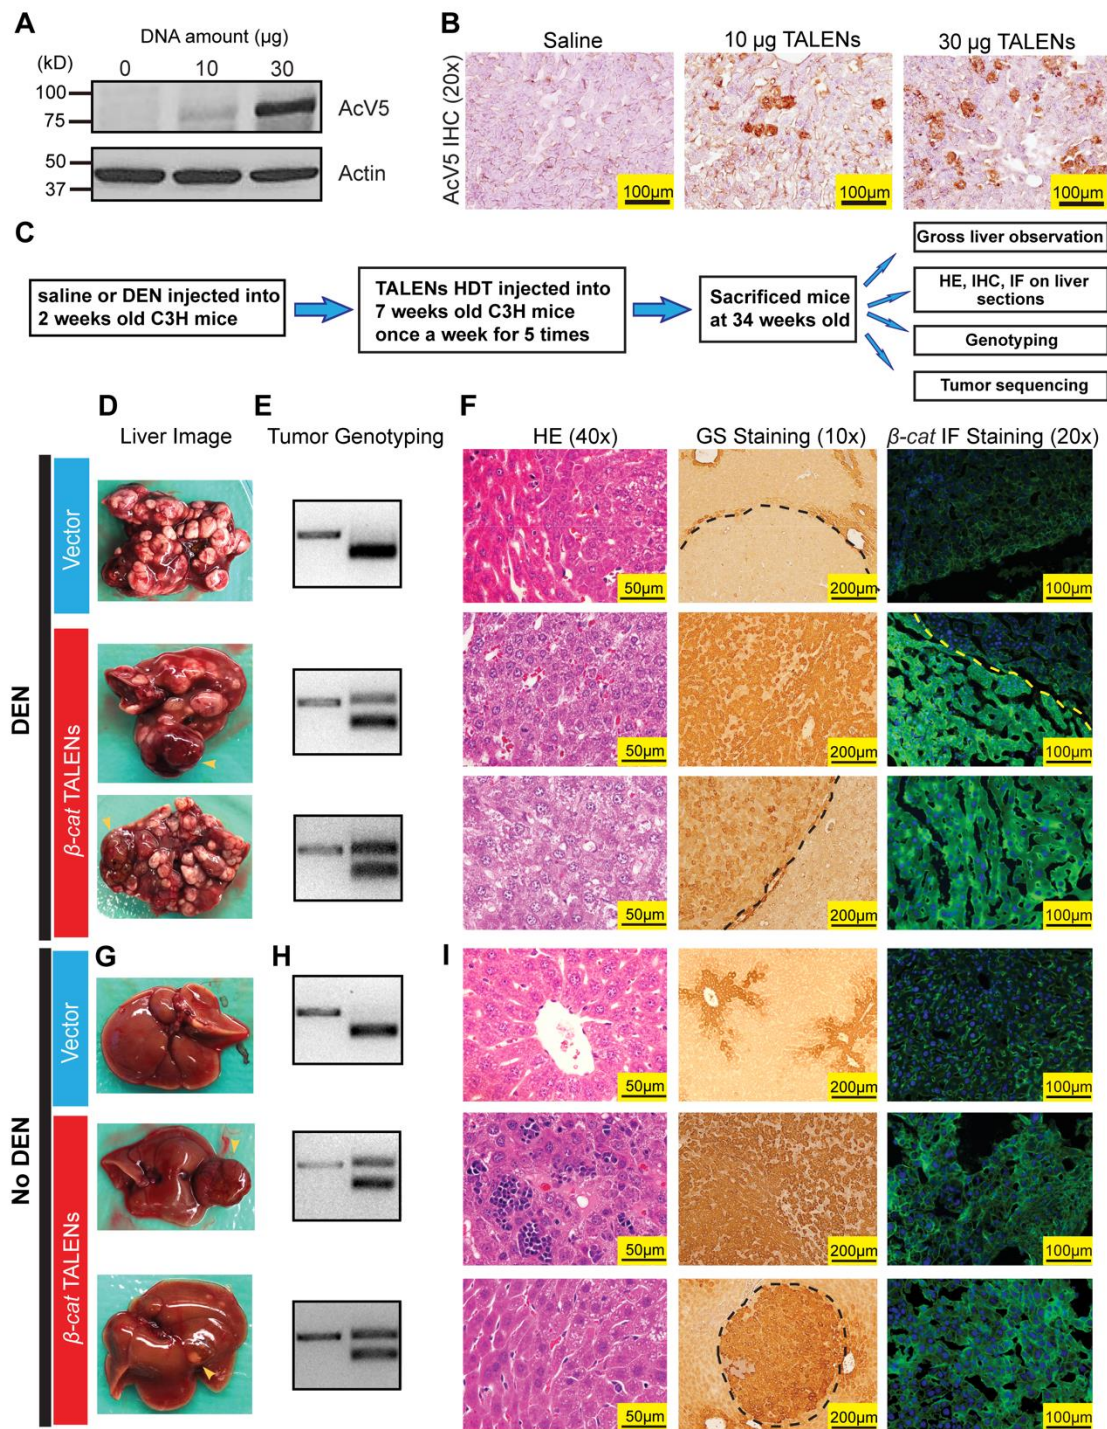 A
DNA amount (µg)
(kD)
0 10 30
100
75
AcV5
50
37
Actin
B
Saline
10 µg TALENs
30 µg TALENs
AcV5 IHC (20x)
100µm
100µm
100µm
C
saline or DEN injected into
2 weeks old C3H mice
TALENs HDT injected into
7 weeks old C3H mice
once a week for 5 times
Sacrificed mice
at 34 weeks old
Gross liver observation
HE, IHC, IF on liver
sections
Genotyping
Tumor sequencing
D
Liver Image
E
Tumor Genotyping
F
HE (40x)
GS Staining (10x)
β-cat IF Staining (20x)
DEN
Vector
50µm
200µm
100µm
β-cat TALENs
50µm
200µm
100µm
50µm
200µm
100µm
No DEN
Vector
G
H
I
50µm
200µm
100µm
β-cat TALENs
50µm
200µm
100µm
50µm
200µm
100µm